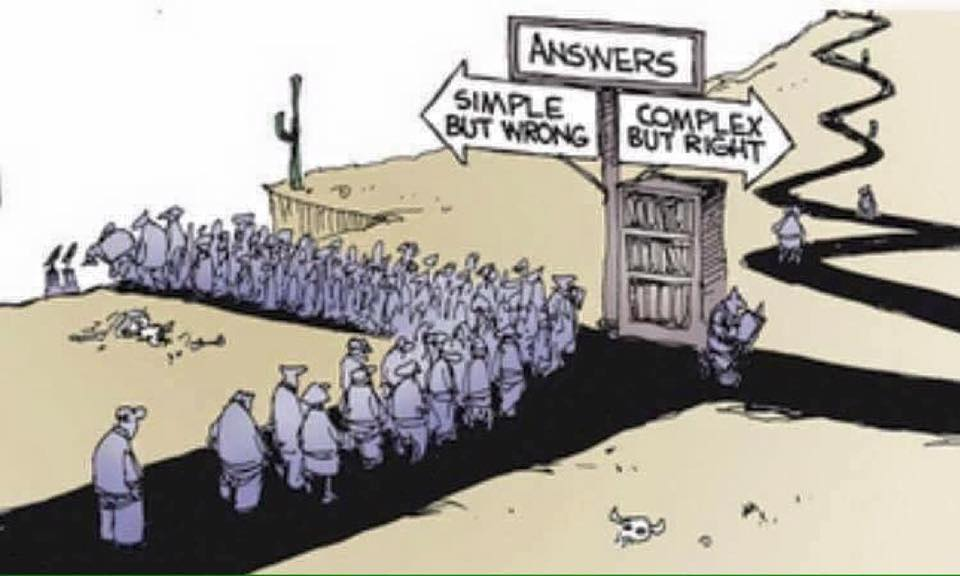 ANSWERS
SIMPLE
BUT WRONG
COMPLEX
BUT RIGHT